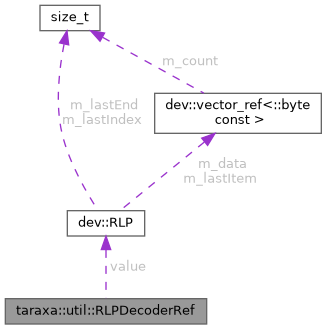 size_t
m_count
m_lastEnd
m_lastIndex
dev::vector_ref<::byte
const >
m_data
m_lastItem
dev::RLP
value
taraxa::util::RLPDecoderRef